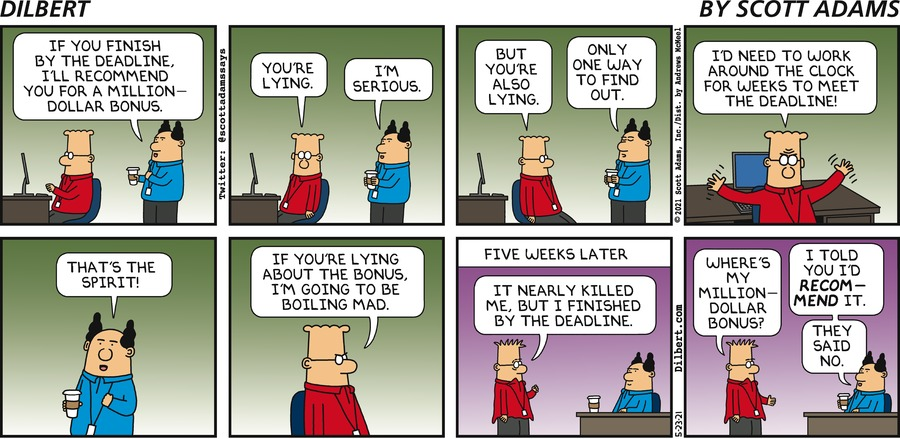 DILBERT
BY SCOTT ADAMS
IF YOU FINISH
BY THE DEADLINE,
I'LL RECOMMEND
YOU FOR A MILLION—
DOLLAR BONUS.
Twitter: @scottadamssays
YOU'RE
LYING.
I'M
SERIOUS.
BUT
YOU'RE
ALSO
LYING.
ONLY
ONE WAY
TO FIND
OUT.
© 2021 Scott Adams, Inc./Dist. by Andrews McMeel
I'D NEED TO WORK
AROUND THE CLOCK
FOR WEEKS TO MEET
THE DEADLINE!
THAT'S THE
SPIRIT!
IF YOU'RE LYING
ABOUT THE BONUS,
I'M GOING TO BE
BOILING MAD.
FIVE WEEKS LATER
IT NEARLY KILLED
ME, BUT I FINISHED
BY THE DEADLINE.
5-23-21 Dilbert.com
WHERE'S
MY
MILLION—
DOLLAR
BONUS?
I TOLD
YOU I'D
RECOM—
MEND IT.
THEY
SAID
NO.